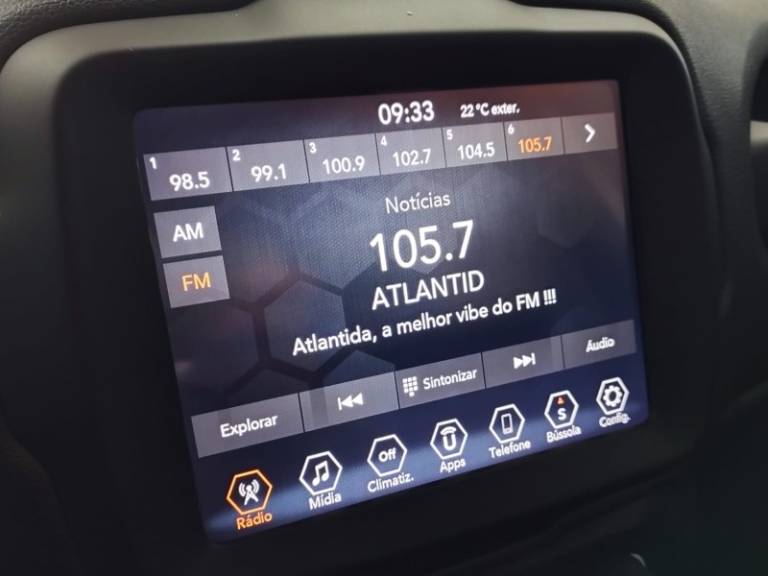 09:33 22 °C exter.
1 98.5 2 99.1 3 100.9 4 102.7 5 104.5 6 105.7
AM
FM
Notícias
105.7
ATLANTID
Atlantida, a melhor vibe do FM !!!
Explorar Sintonizar Áudio
Rádio Mídia Off Climatiz. Apps Telefone S Bússola Config.